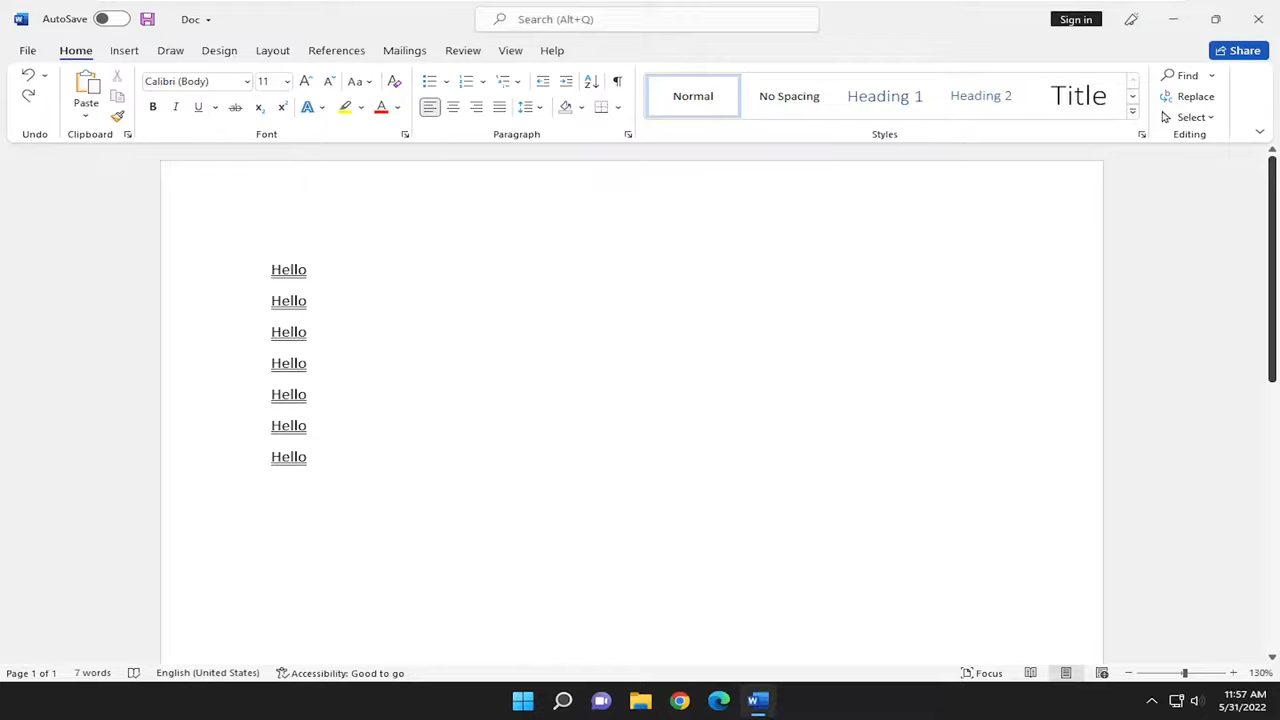 AutoSave Doc Search (Alt+Q) Sign in
File Home Insert Draw Design Layout References Mailings Review View Help Share
Calibri (Body) 11 Aa
Paste
B I U ab x₂ x² A A
Normal No Spacing Heading 1 Heading 2 Title
Find
Replace
Select
Undo Clipboard Font Paragraph Styles Editing
Hello
Hello
Hello
Hello
Hello
Hello
Hello
Page 1 of 1 7 words English (United States) Accessibility: Good to go Focus 130%
11:57 AM
5/31/2022